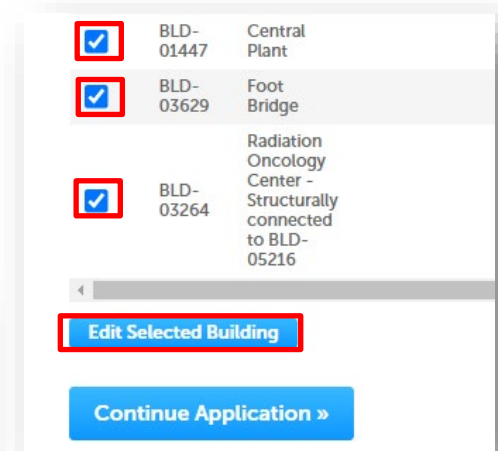 BLD- Central
01447 Plant
BLD- Foot
03629 Bridge
Radiation
Oncology
Center -
BLD- Structurally
03264 connected
to BLD-
05216
Edit Selected Building
Continue Application »